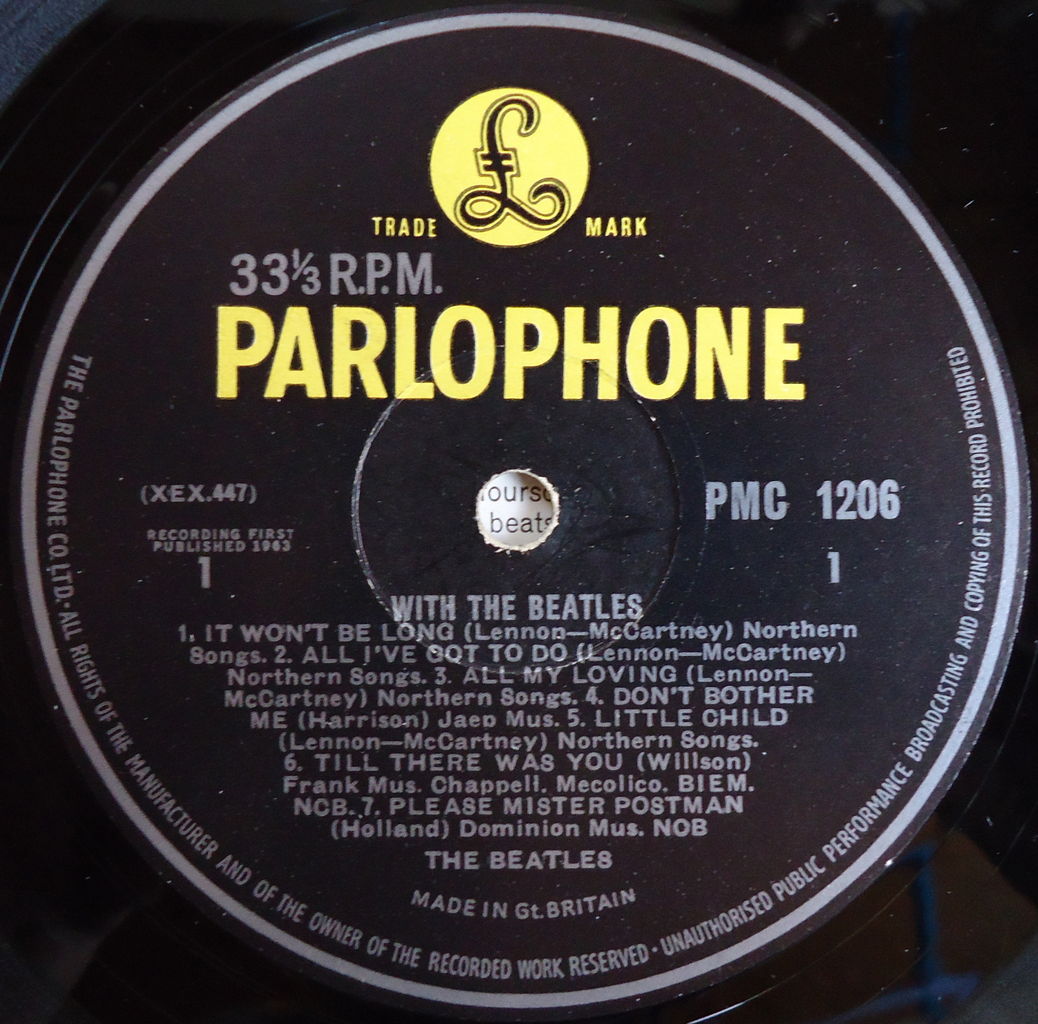 TRADE MARK
33⅓ R.P.M.
PARLOPHONE
(XEX.447)
PMC 1206
RECORDING FIRST
PUBLISHED 1963
1
1
WITH THE BEATLES
1. IT WON'T BE LONG (Lennon—McCartney) Northern
Songs. 2. ALL I'VE GOT TO DO (Lennon—McCartney)
Northern Songs. 3. ALL MY LOVING (Lennon—
McCartney) Northern Songs. 4. DON'T BOTHER
ME (Harrison) Jaep Mus. 5. LITTLE CHILD
(Lennon—McCartney) Northern Songs.
6. TILL THERE WAS YOU (Willson)
Frank Mus. Chappell. Mecolico. BIEM.
NCB. 7. PLEASE MISTER POSTMAN
(Holland) Dominion Mus. NCB
THE BEATLES
MADE IN Gt. BRITAIN
THE PARLOPHONE CO. LTD. · ALL RIGHTS OF THE MANUFACTURER AND OF THE OWNER OF THE RECORDED WORK RESERVED · UNAUTHORISED PUBLIC PERFORMANCE BROADCASTING AND COPYING OF THIS RECORD PROHIBITED